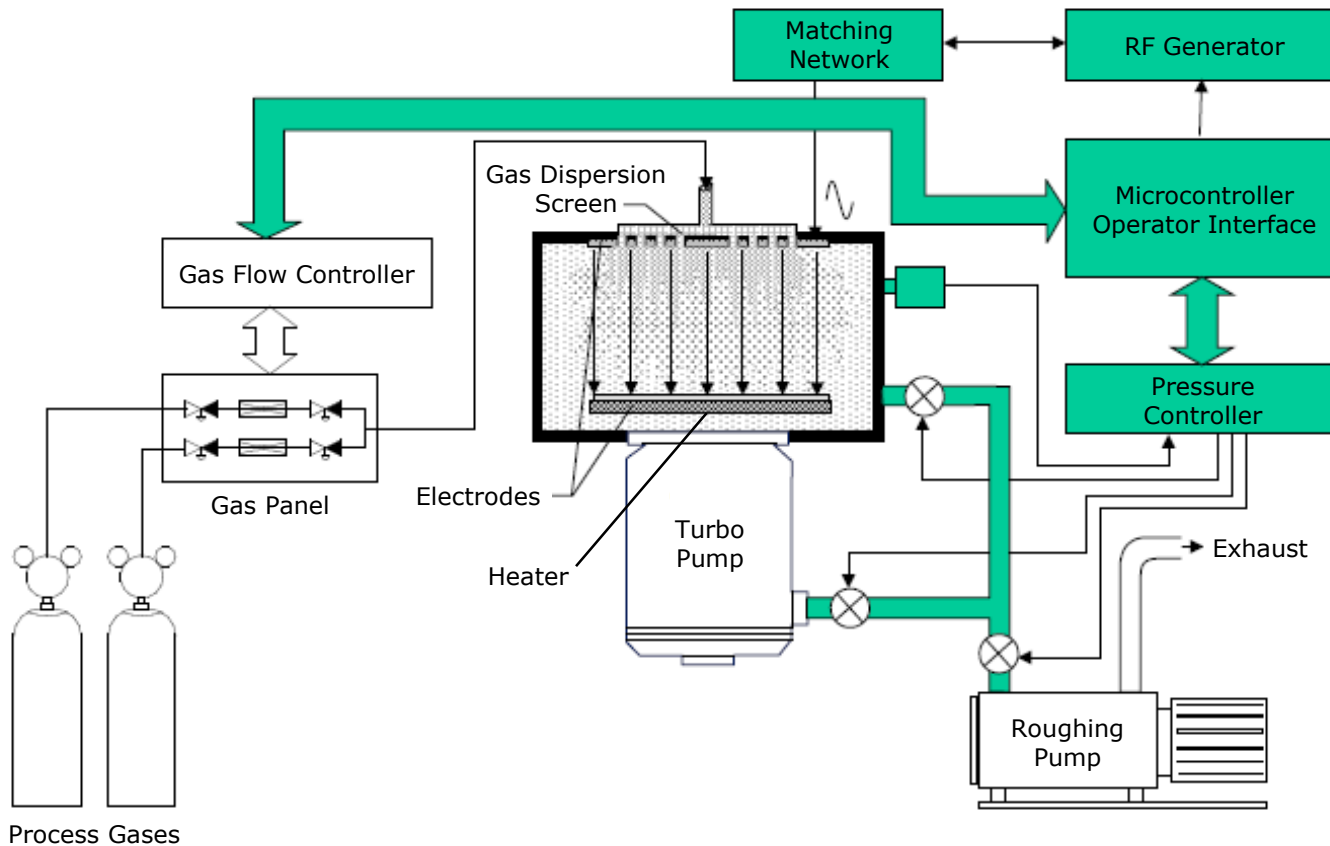 Matching
Network
RF Generator
Gas Dispersion
Screen
Microcontroller
Operator Interface
Gas Flow Controller
Pressure
Controller
Gas Panel
Electrodes
Turbo
Pump
Heater
Exhaust
Roughing
Pump
Process Gases